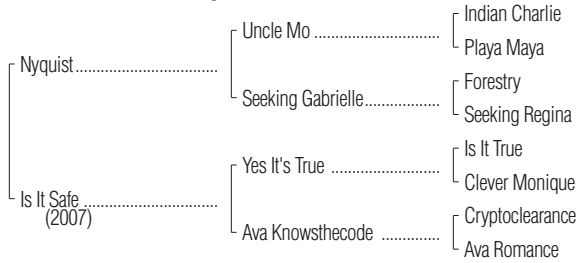 Indian Charlie
Uncle Mo
Playa Maya
Nyquist
Forestry
Seeking Gabrielle
Seeking Regina
Is It True
Yes It's True
Clever Monique
Is It Safe
(2007)
Cryptoclearance
Ava Knowsthecode
Ava Romance